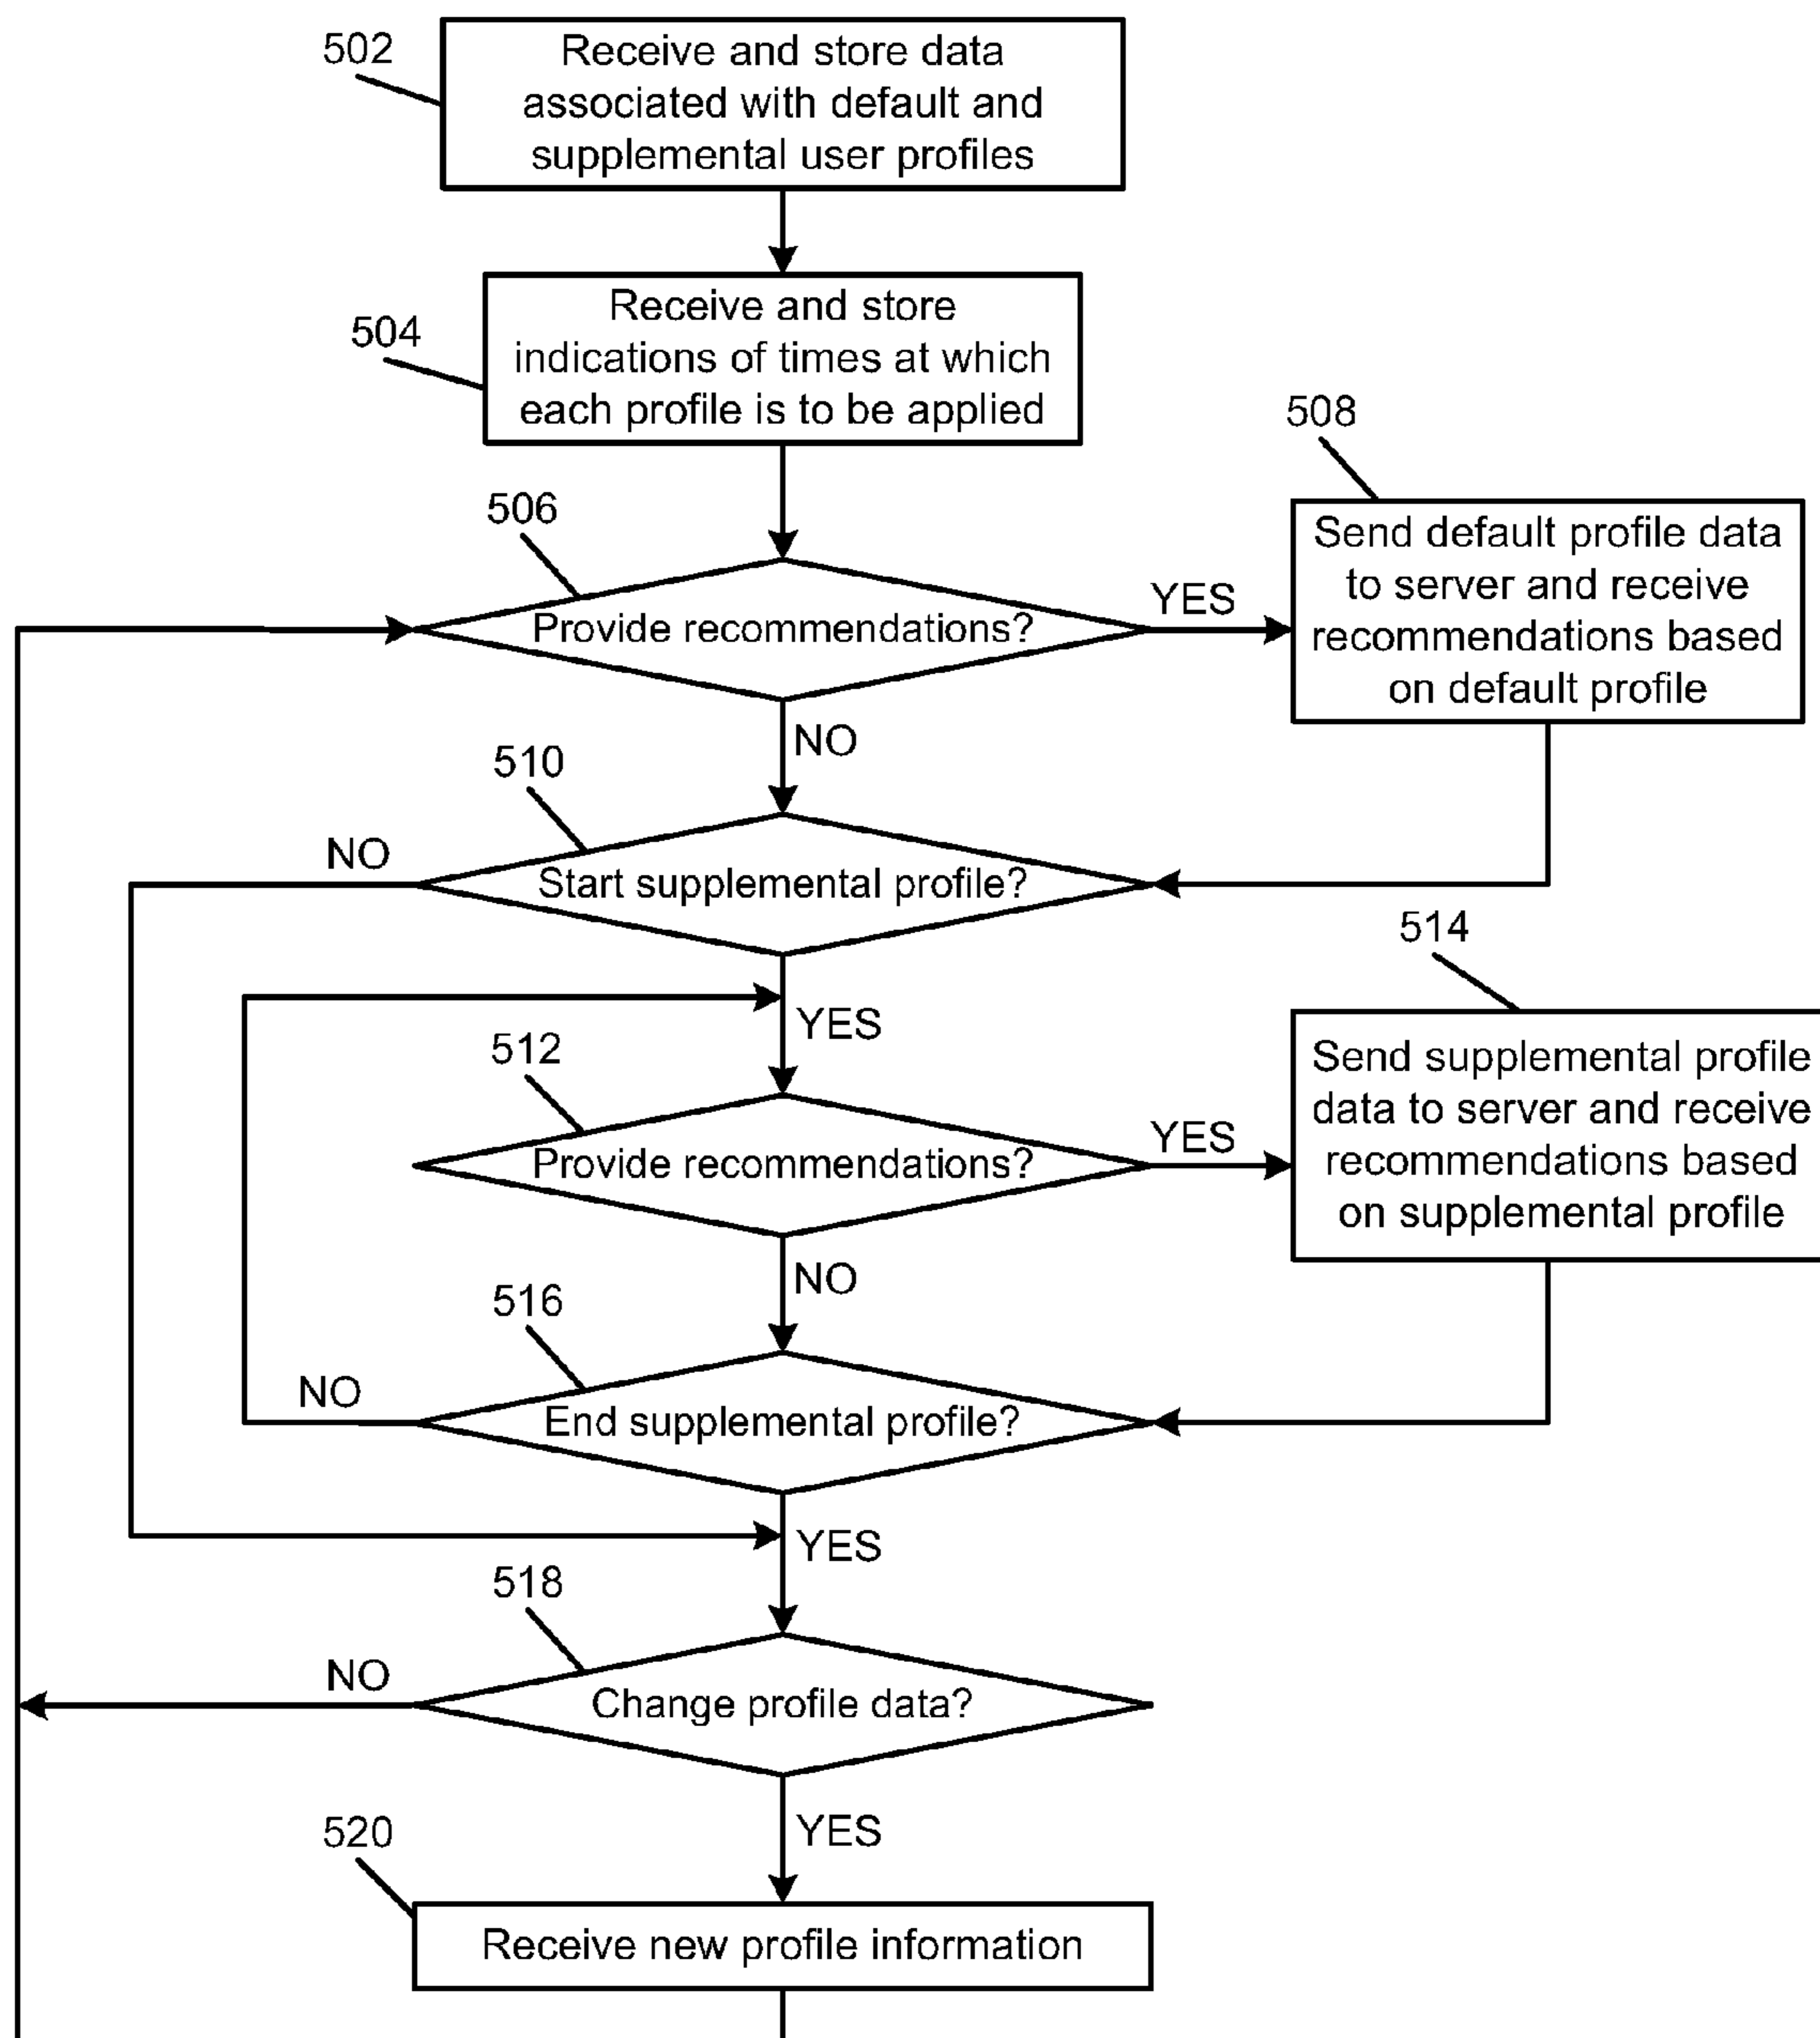 502
Receive and store data
associated with default and
supplemental user profiles
504
Receive and store
indications of times at which
each profile is to be applied
508
506
Send default profile data
to server and receive
recommendations based
on default profile
YES
Provide recommendations?
NO
510
NO
Start supplemental profile?
514
YES
512
Send supplemental profile
data to server and receive
recommendations based
on supplemental profile
YES
Provide recommendations?
NO
516
NO
End supplemental profile?
YES
518
NO
Change profile data?
YES
520
Receive new profile information